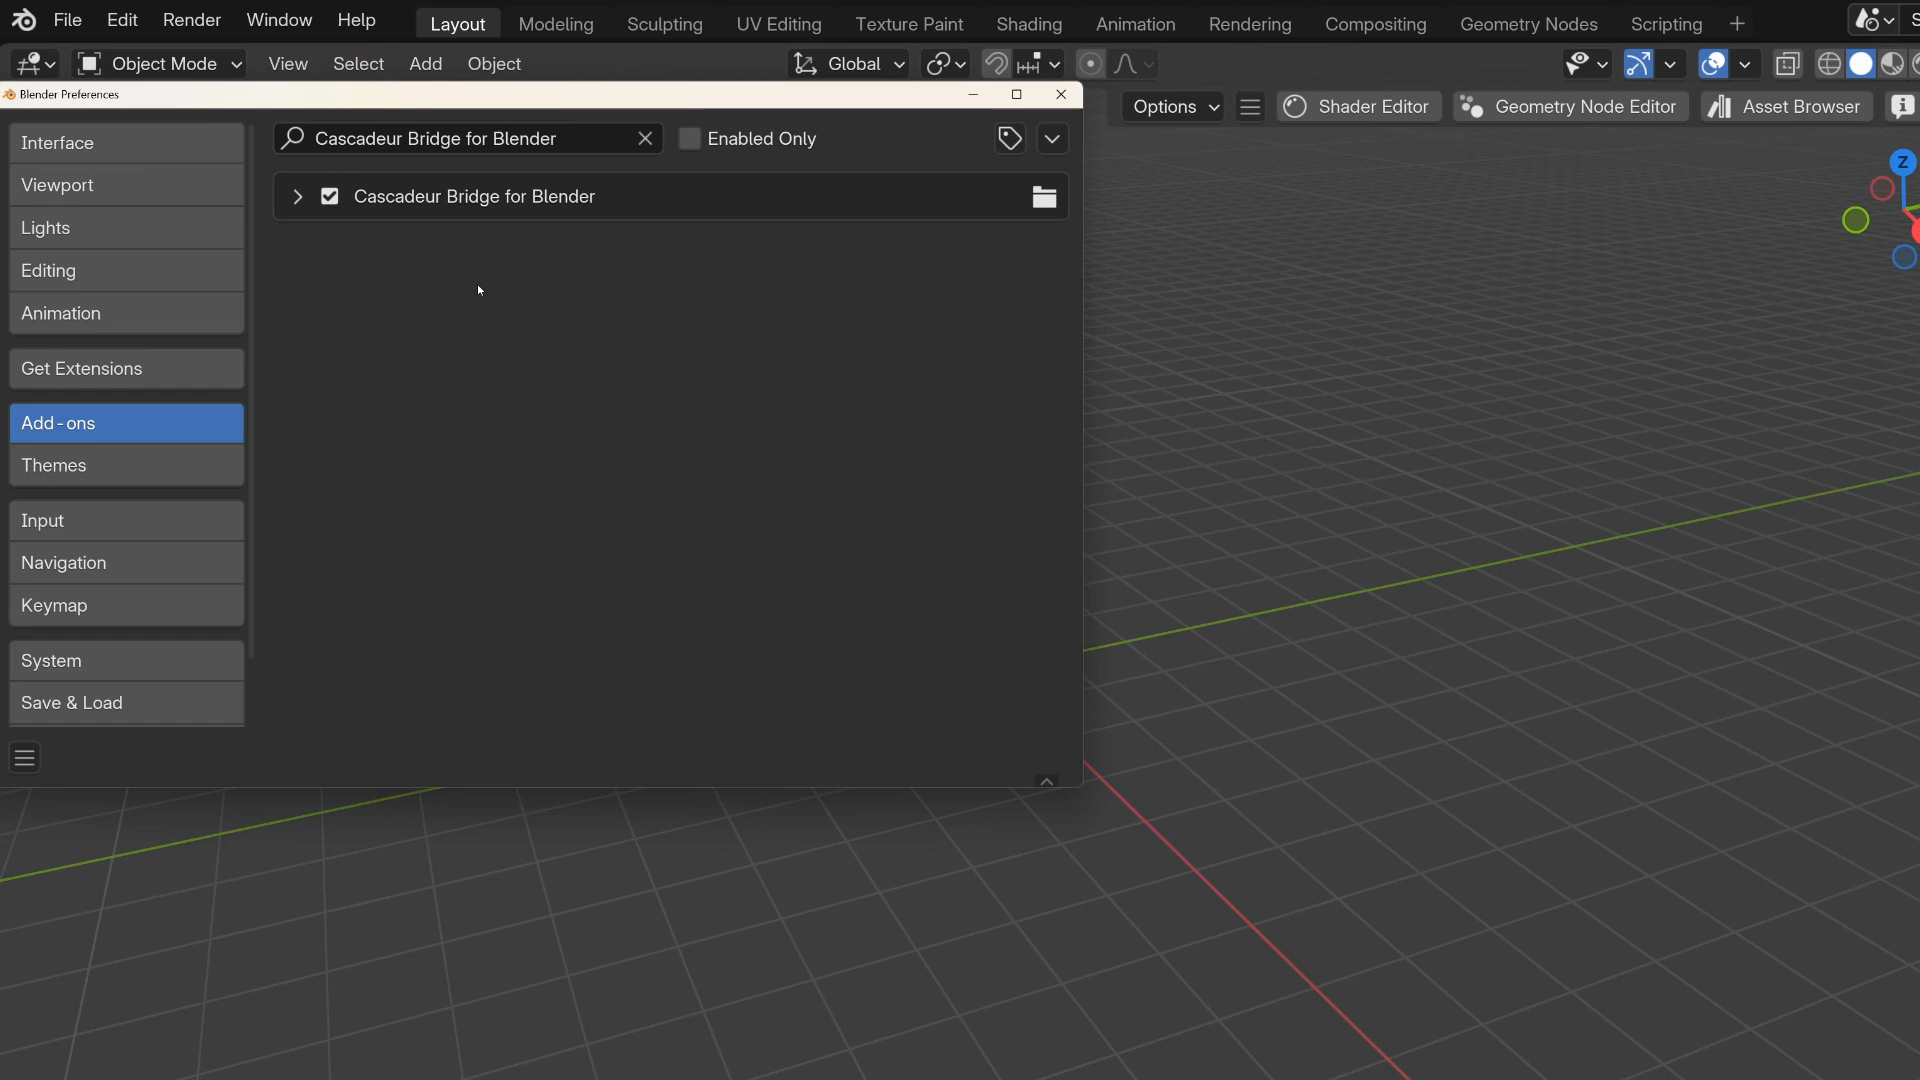 File Edit Render Window Help Layout Modeling Sculpting UV Editing Texture Paint Shading Animation Rendering Compositing Geometry Nodes Scripting +
Object Mode View Select Add Object Global
Blender Preferences
Options Shader Editor Geometry Node Editor Asset Browser
Cascadeur Bridge for Blender Enabled Only
Cascadeur Bridge for Blender
Interface
Viewport
Lights
Editing
Animation
Get Extensions
Add-ons
Themes
Input
Navigation
Keymap
System
Save & Load
Z